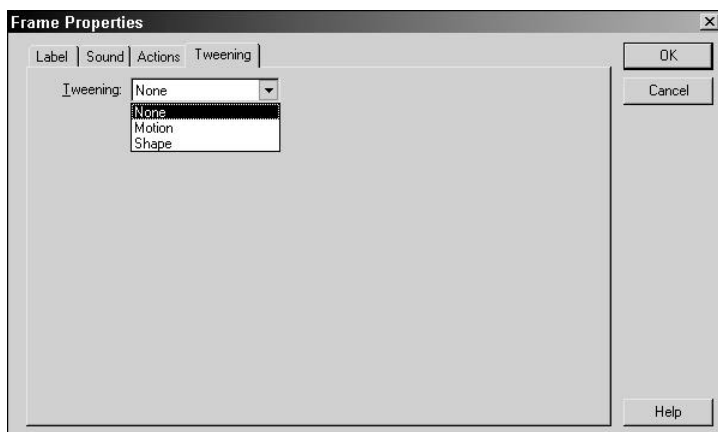 Frame Properties
Label Sound Actions Tweening
OK
Tweening: None
Cancel
None
Motion
Shape
Help